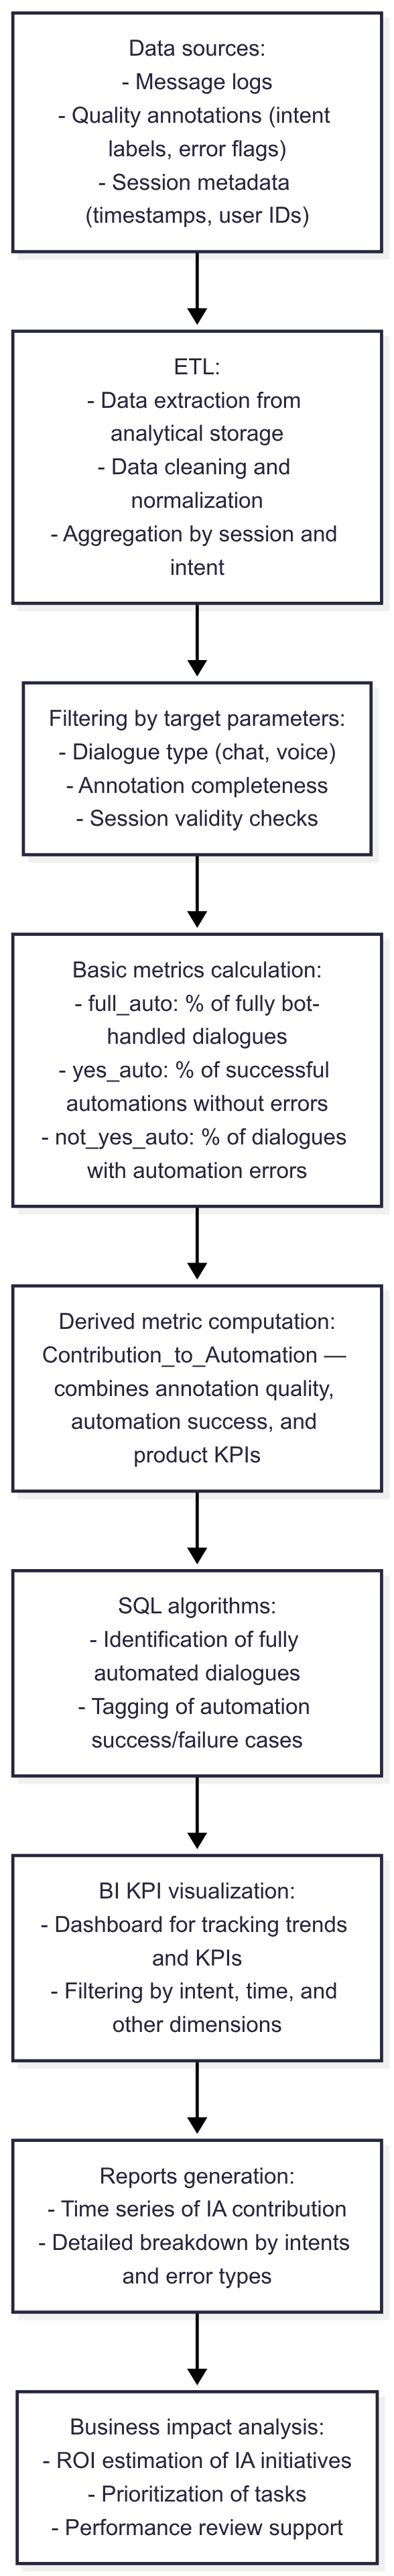 Data sources:
- Message logs
- Quality annotations (intent
labels, error flags)
- Session metadata
(timestamps, user IDs)
ETL:
- Data extraction from
analytical storage
- Data cleaning and
normalization
- Aggregation by session and
intent
Filtering by target parameters:
- Dialogue type (chat, voice)
- Annotation completeness
- Session validity checks
Basic metrics calculation:
- full_auto: % of fully bot-
handled dialogues
- yes_auto: % of successful
automations without errors
- not_yes_auto: % of dialogues
with automation errors
Derived metric computation:
Contribution_to_Automation —
combines annotation quality,
automation success, and
product KPIs
SQL algorithms:
- Identification of fully
automated dialogues
- Tagging of automation
success/failure cases
BI KPI visualization:
- Dashboard for tracking trends
and KPIs
- Filtering by intent, time, and
other dimensions
Reports generation:
- Time series of IA contribution
- Detailed breakdown by intents
and error types
Business impact analysis:
- ROI estimation of IA initiatives
- Prioritization of tasks
- Performance review support